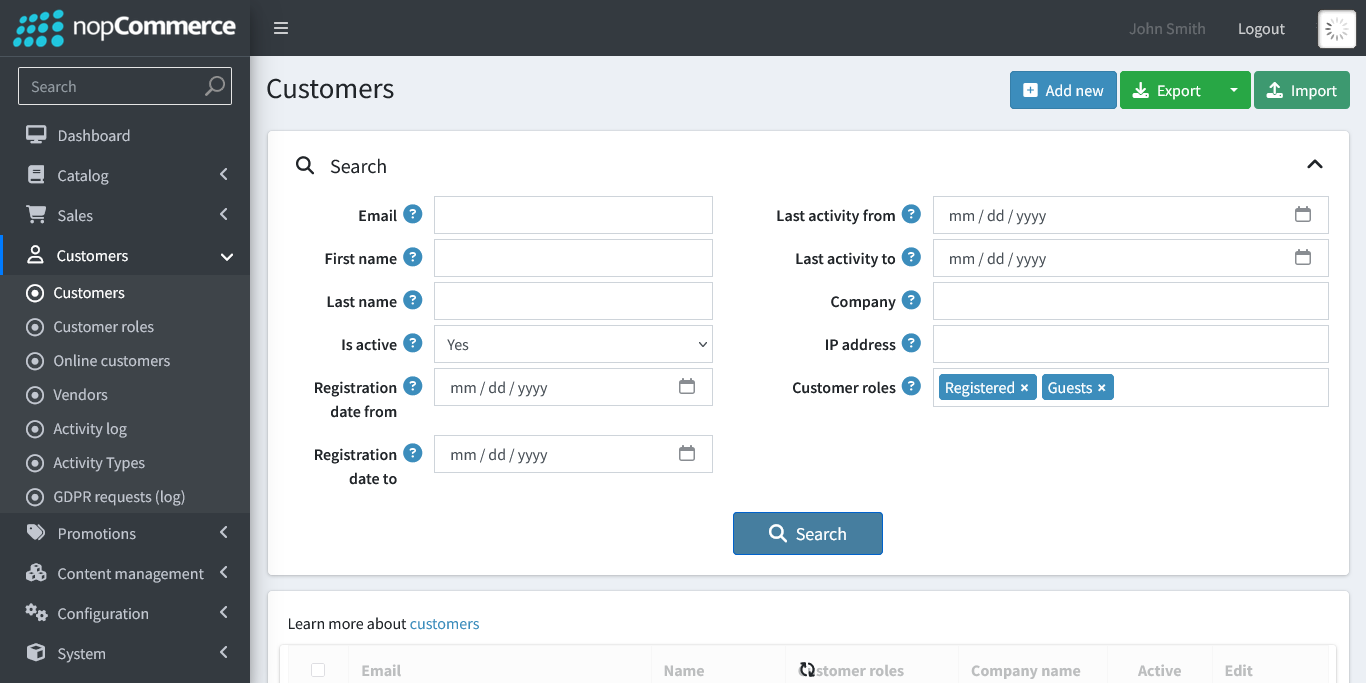 nopCommerce
John Smith
Logout
Search
Dashboard
Catalog
Sales
Customers
Customers
Customer roles
Online customers
Vendors
Activity log
Activity Types
GDPR requests (log)
Promotions
Content management
Configuration
System
Customers
Add new
Export
Import
Search
Email ?
First name ?
Last name ?
Is active ? Yes
Registration ? mm / dd / yyyy
date from
Registration ? mm / dd / yyyy
date to
Last activity from ? mm / dd / yyyy
Last activity to ? mm / dd / yyyy
Company ?
IP address ?
Customer roles ? Registered × Guests ×
Search
Learn more about customers
Email Name Customer roles Company name Active Edit